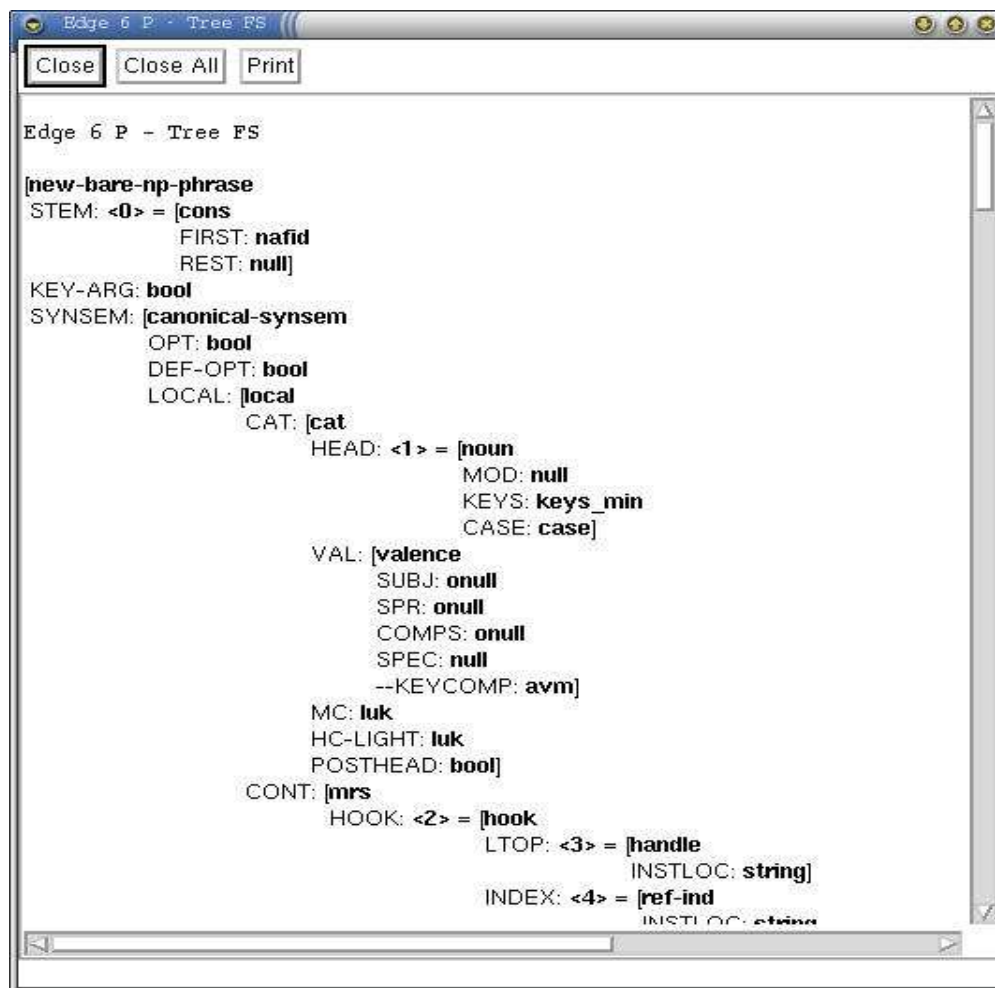 Edge 6 P - Tree FS
Close Close All Print
Edge 6 P - Tree FS
[new-bare-np-phrase
STEM: <0> = [cons
FIRST: nafid
REST: null]
KEY-ARG: bool
SYNSEM: [canonical-synsem
OPT: bool
DEF-OPT: bool
LOCAL: [local
CAT: [cat
HEAD: <1> = [noun
MOD: null
KEYS: keys_min
CASE: case]
VAL: [valence
SUBJ: onull
SPR: onull
COMPS: onull
SPEC: null
--KEYCOMP: avm]
MC: luk
HC-LIGHT: luk
POSTHEAD: bool]
CONT: [mrs
HOOK: <2> = [hook
LTOP: <3> = [handle
INSTLOC: string]
INDEX: <4> = [ref-ind
INSTLOC: string